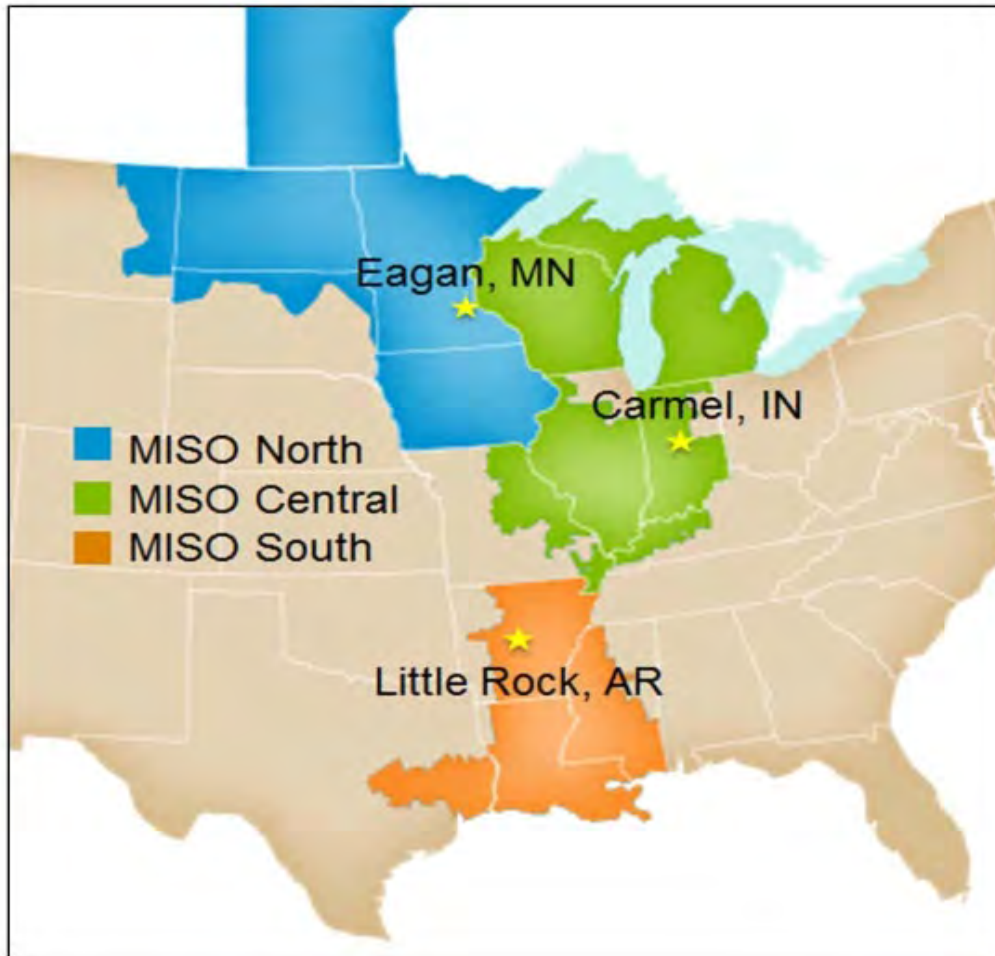 Eagan, MN
Carmel, IN
MISO North
MISO Central
MISO South
Little Rock, AR